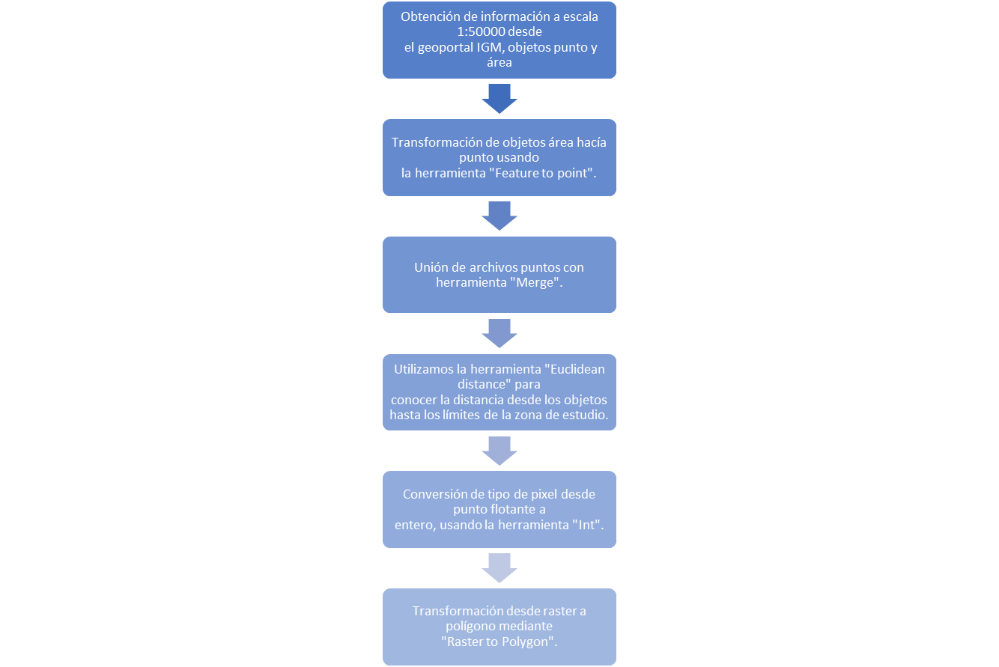 Obtención de información a escala
1:50000 desde
el geoportal IGM, objetos punto y
área
Transformación de objetos área hacía
punto usando
la herramienta "Feature to point".
Unión de archivos puntos con
herramienta "Merge".
Utilizamos la herramienta "Euclidean
distance" para
conocer la distancia desde los objetos
hasta los límites de la zona de estudio.
Conversión de tipo de pixel desde
punto flotante a
entero, usando la herramienta "Int".
Transformación desde raster a
polígono mediante
"Raster to Polygon".